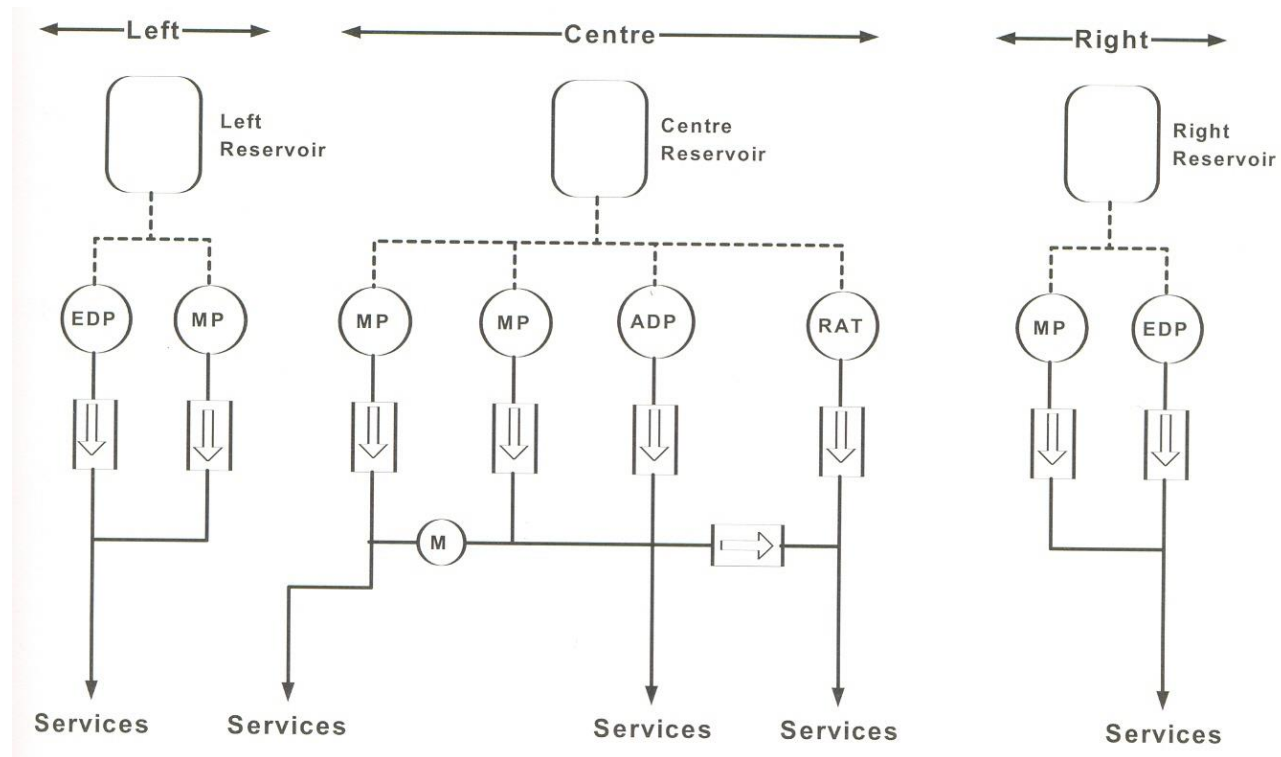 Left
Centre
Right
Left
Reservoir
Centre
Reservoir
Right
Reservoir
EDP
MP
MP
MP
ADP
RAT
MP
EDP
M
Services
Services
Services
Services
Services